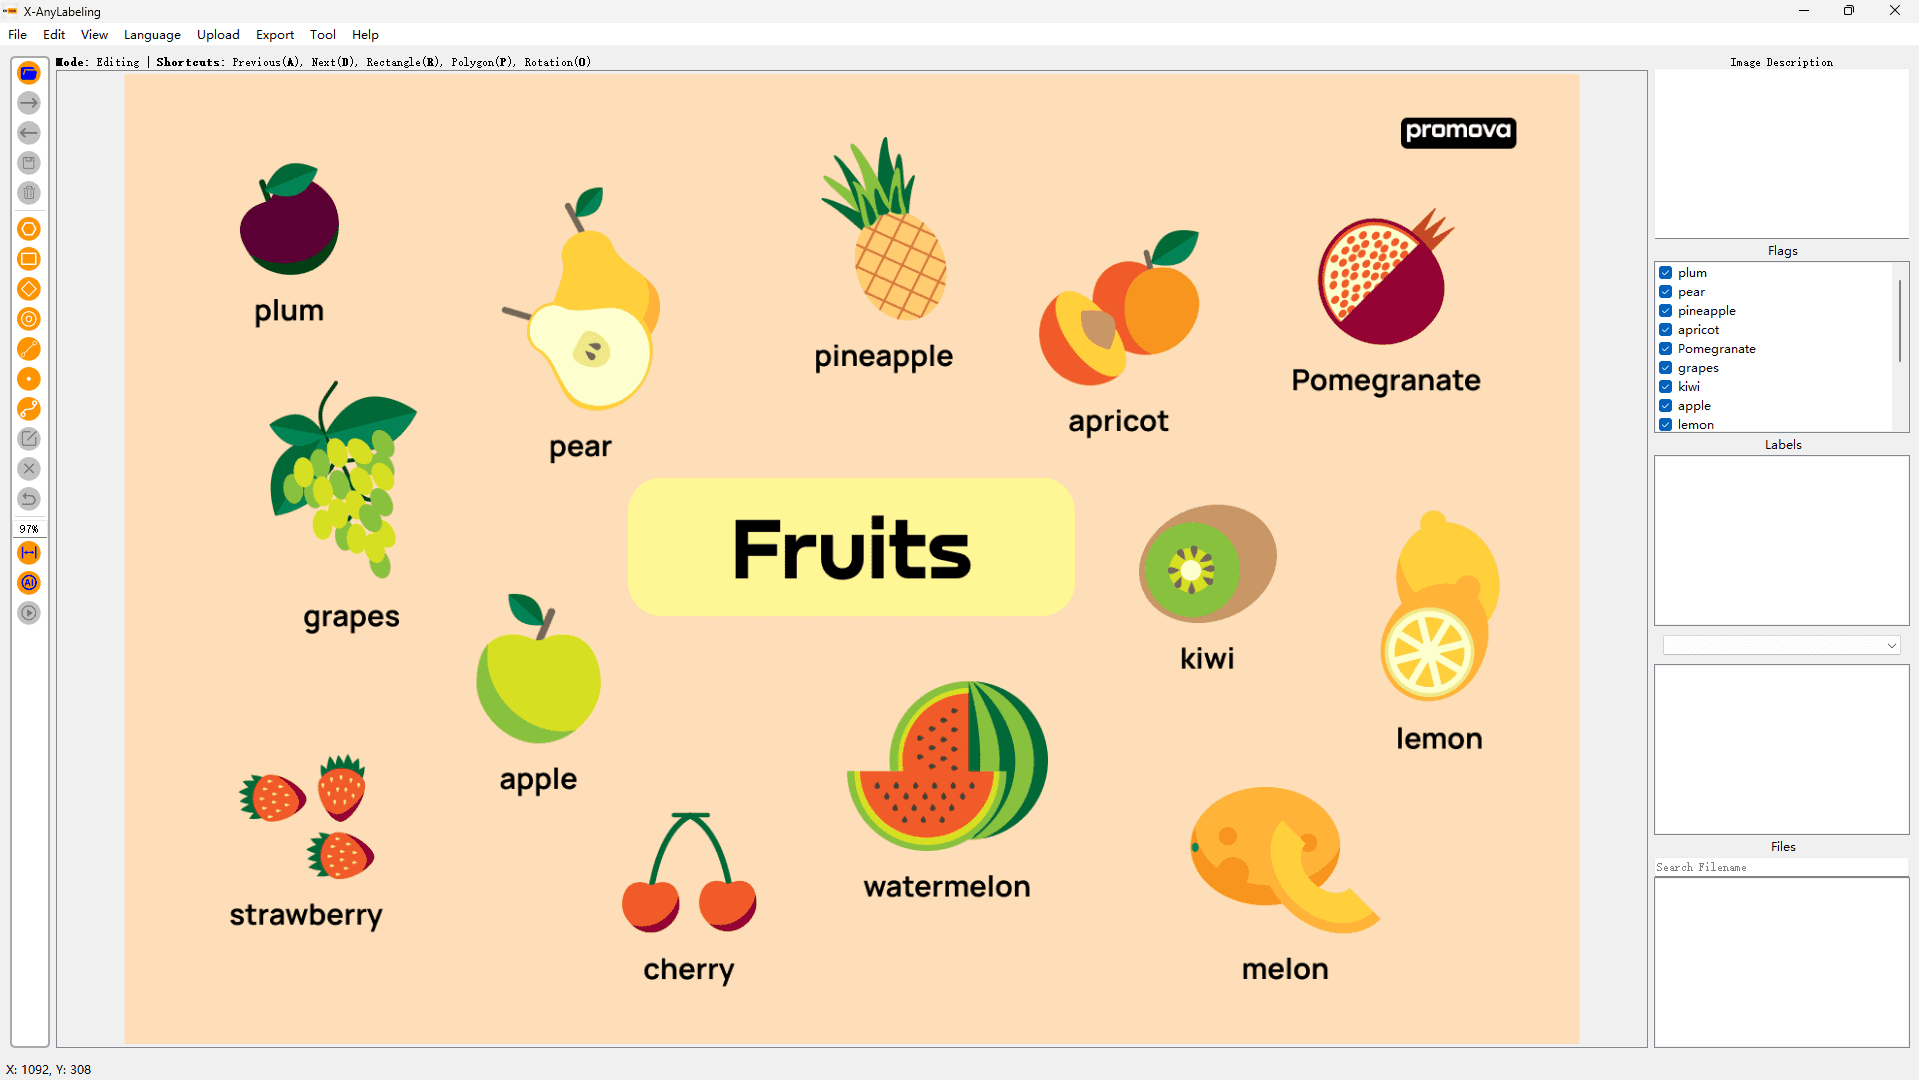 X-AnyLabeling
File Edit View Language Upload Export Tool Help
Mode: Editing | Shortcuts: Previous(A), Next(D), Rectangle(R), Polygon(P), Rotation(O)
promova
plum
pear
pineapple
apricot
Pomegranate
grapes
Fruits
kiwi
lemon
apple
strawberry
cherry
watermelon
melon
97%
AI
Image Description
Flags
plum
pear
pineapple
apricot
Pomegranate
grapes
kiwi
apple
lemon
Labels
Files
Search Filename
X: 1092, Y: 308